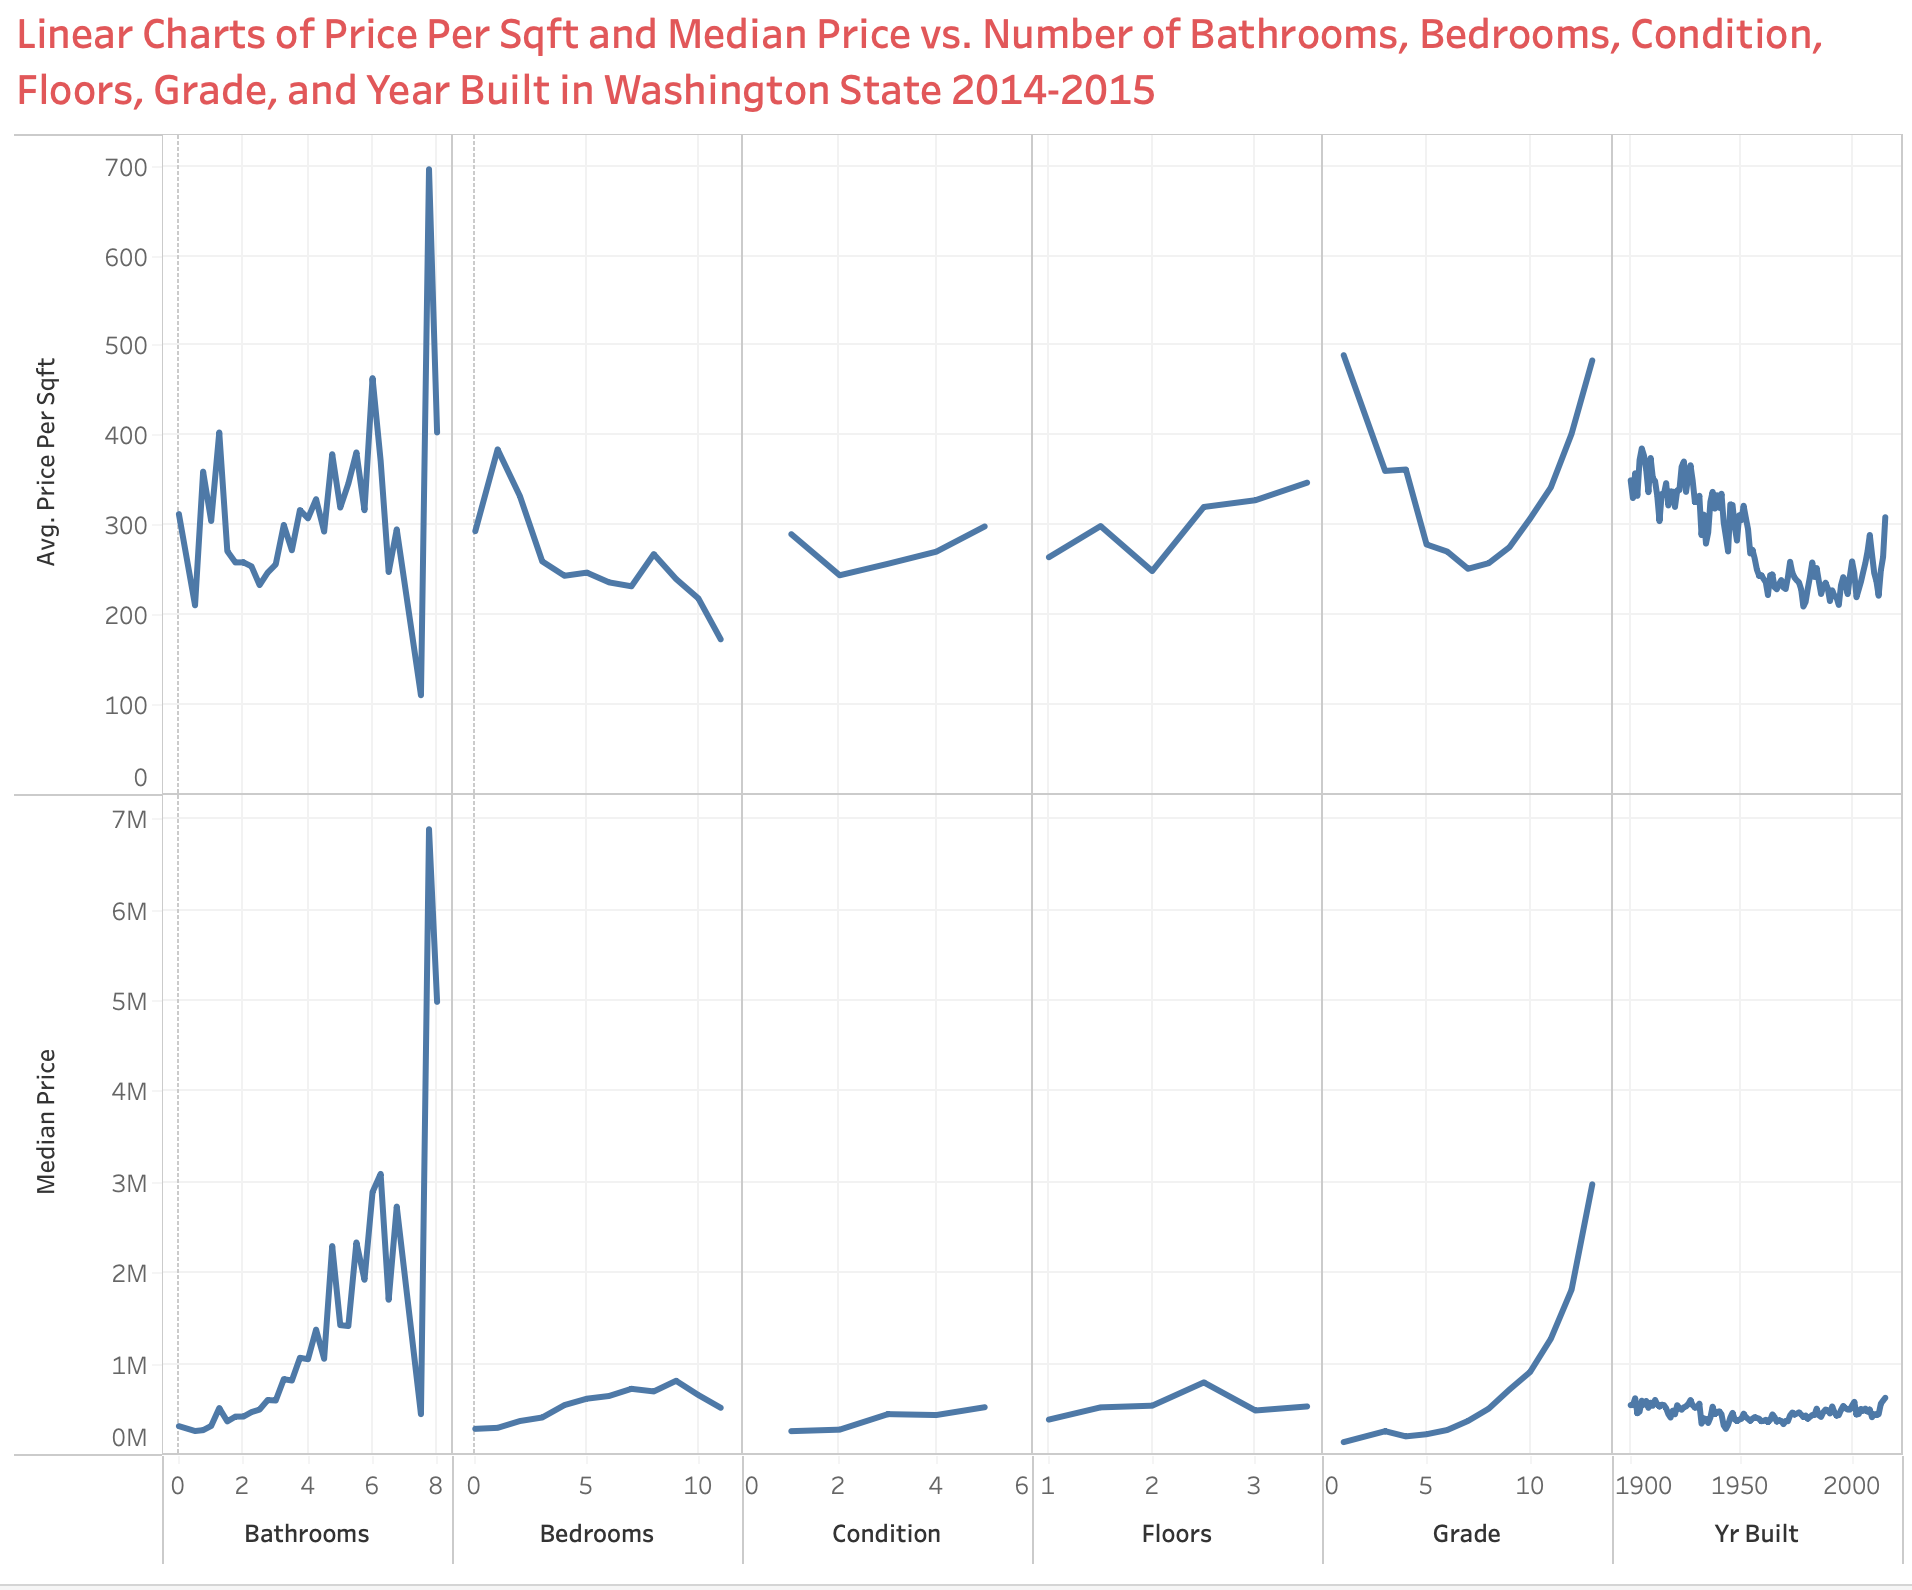 Linear Charts of Price Per Sqft and Median Price vs. Number of Bathrooms, Bedrooms, Condition,
Floors, Grade, and Year Built in Washington State 2014-2015
700
600
500
400
300
200
100
0
Avg. Price Per Sqft
7M
6M
5M
4M
3M
2M
1M
0M
Median Price
0 2 4 6 8 0 5 10 0 2 4 6 1 2 3 0 5 10 1900 1950 2000
Bathrooms Bedrooms Condition Floors Grade Yr Built